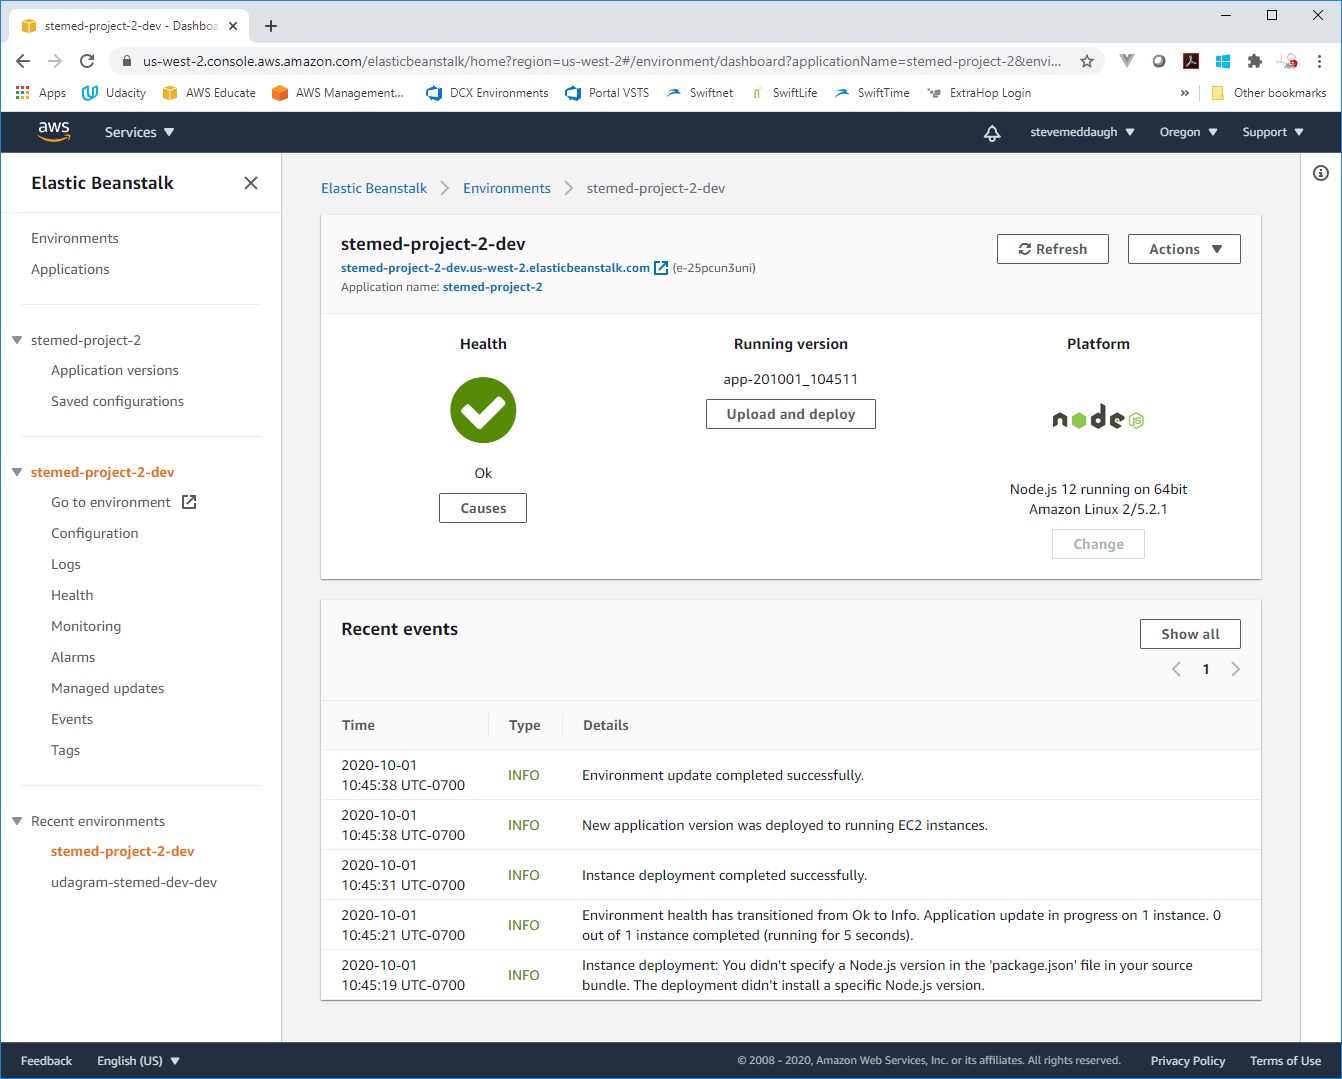 stemed-project-2-dev - Dashboa
us-west-2.console.aws.amazon.com/elasticbeanstalk/home?region=us-west-2#/environment/dashboard?applicationName=stemed-project-2&envi...
Apps Udacity AWS Educate AWS Management... DCX Environments Portal VSTS Swiftnet SwiftLife SwiftTime ExtraHop Login » Other bookmarks
aws Services stevemeddaugh Oregon Support
Elastic Beanstalk
Environments
Applications
stemed-project-2
Application versions
Saved configurations
stemed-project-2-dev
Go to environment
Configuration
Logs
Health
Monitoring
Alarms
Managed updates
Events
Tags
Recent environments
stemed-project-2-dev
udagram-stemed-dev-dev
Elastic Beanstalk Environments stemed-project-2-dev
stemed-project-2-dev
stemed-project-2-dev.us-west-2.elasticbeanstalk.com (e-25pcun3uni)
Application name: stemed-project-2
Refresh Actions
Health
Ok
Causes
Running version
app-201001_104511
Upload and deploy
Platform
node JS
Node.js 12 running on 64bit
Amazon Linux 2/5.2.1
Change
Recent events
Show all
1
Time Type Details
2020-10-01
10:45:38 UTC-0700
INFO
Environment update completed successfully.
2020-10-01
10:45:38 UTC-0700
INFO
New application version was deployed to running EC2 instances.
2020-10-01
10:45:31 UTC-0700
INFO
Instance deployment completed successfully.
2020-10-01
10:45:21 UTC-0700
INFO
Environment health has transitioned from Ok to Info. Application update in progress on 1 instance. 0
out of 1 instance completed (running for 5 seconds).
2020-10-01
10:45:19 UTC-0700
INFO
Instance deployment: You didn't specify a Node.js version in the 'package.json' file in your source
bundle. The deployment didn't install a specific Node.js version.
Feedback English (US) © 2008 - 2020, Amazon Web Services, Inc. or its affiliates. All rights reserved. Privacy Policy Terms of Use